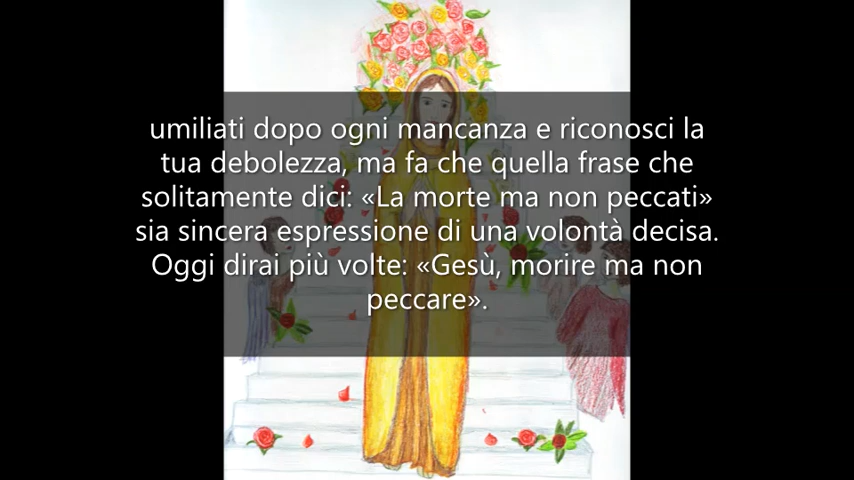 umiliati dopo ogni mancanza e riconosci la
tua debolezza, ma fa che quella frase che
solitamente dici: «La morte ma non peccati»
sia sincera espressione di una volontà decisa.
Oggi dirai più volte: «Gesù, morire ma non
peccare».